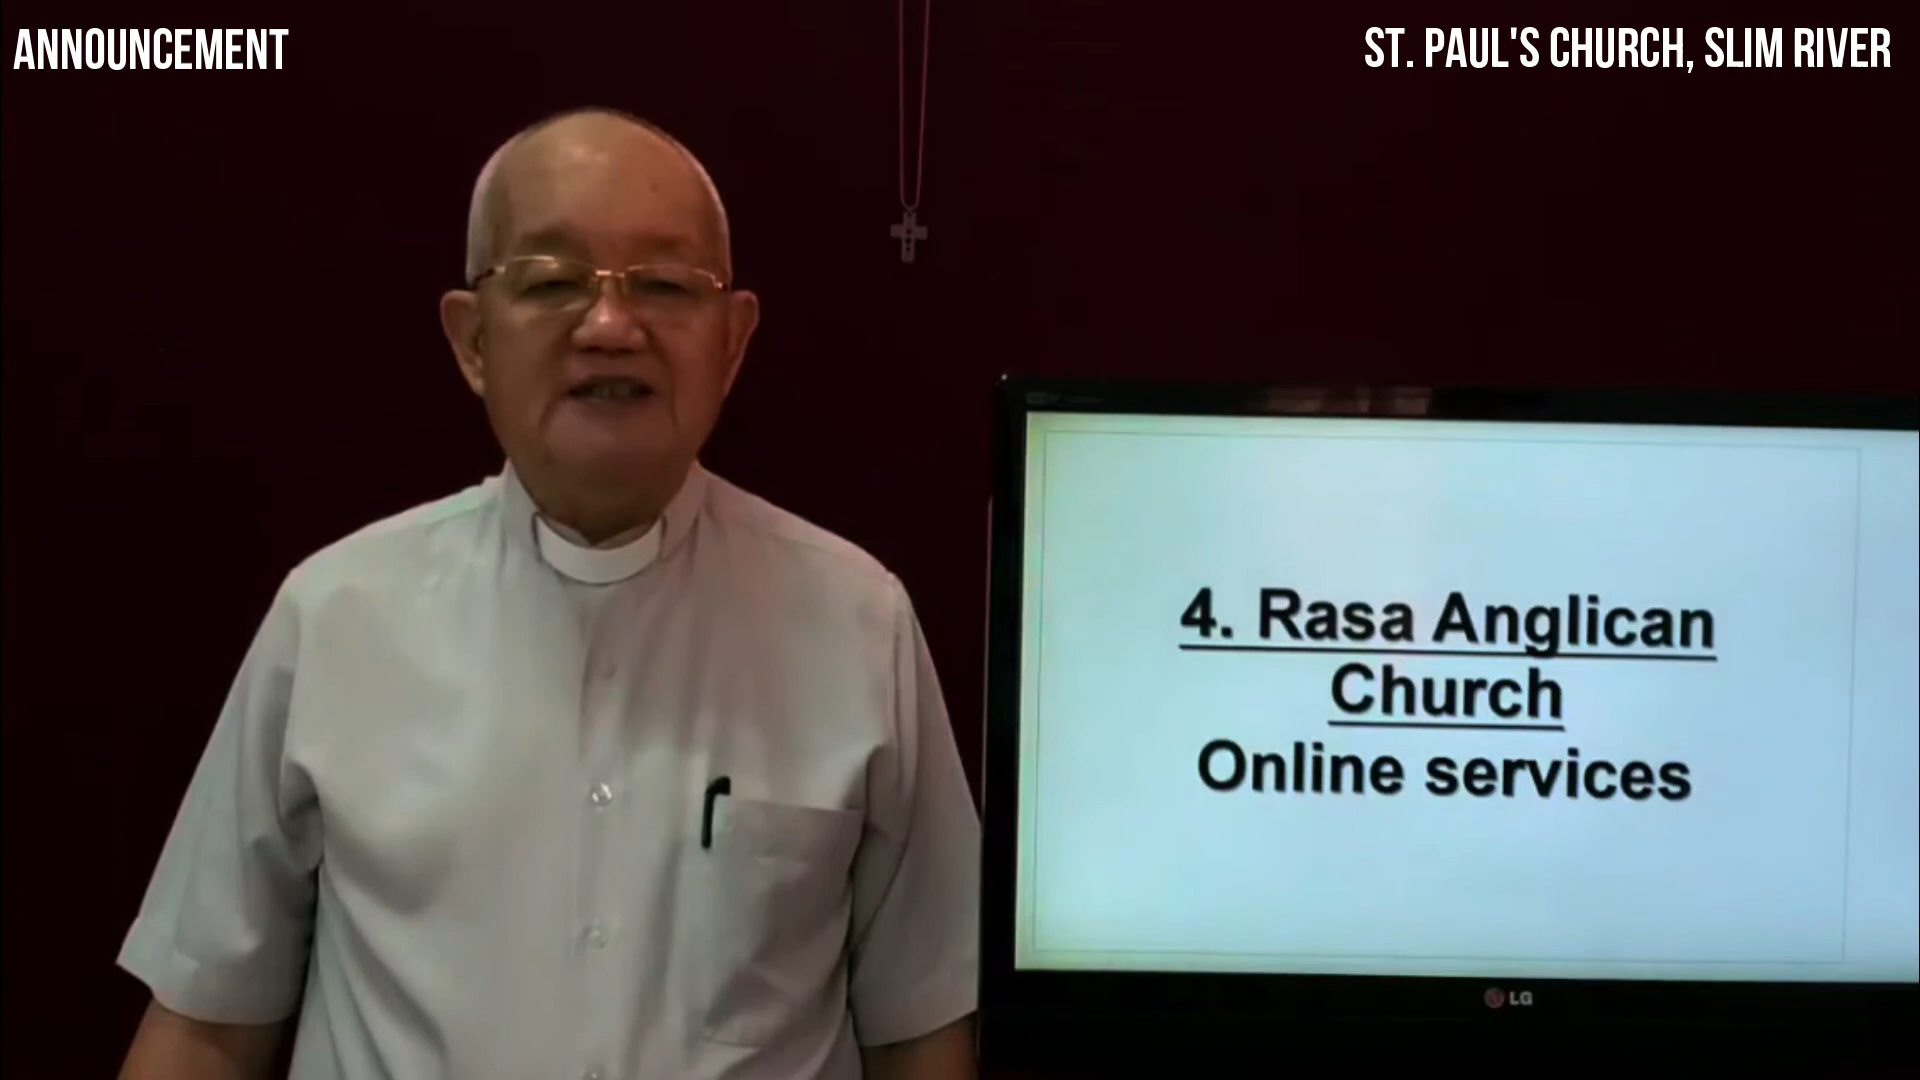 ANNOUNCEMENT
ST. PAUL'S CHURCH, SLIM RIVER
4. Rasa Anglican
Church
Online services
LG